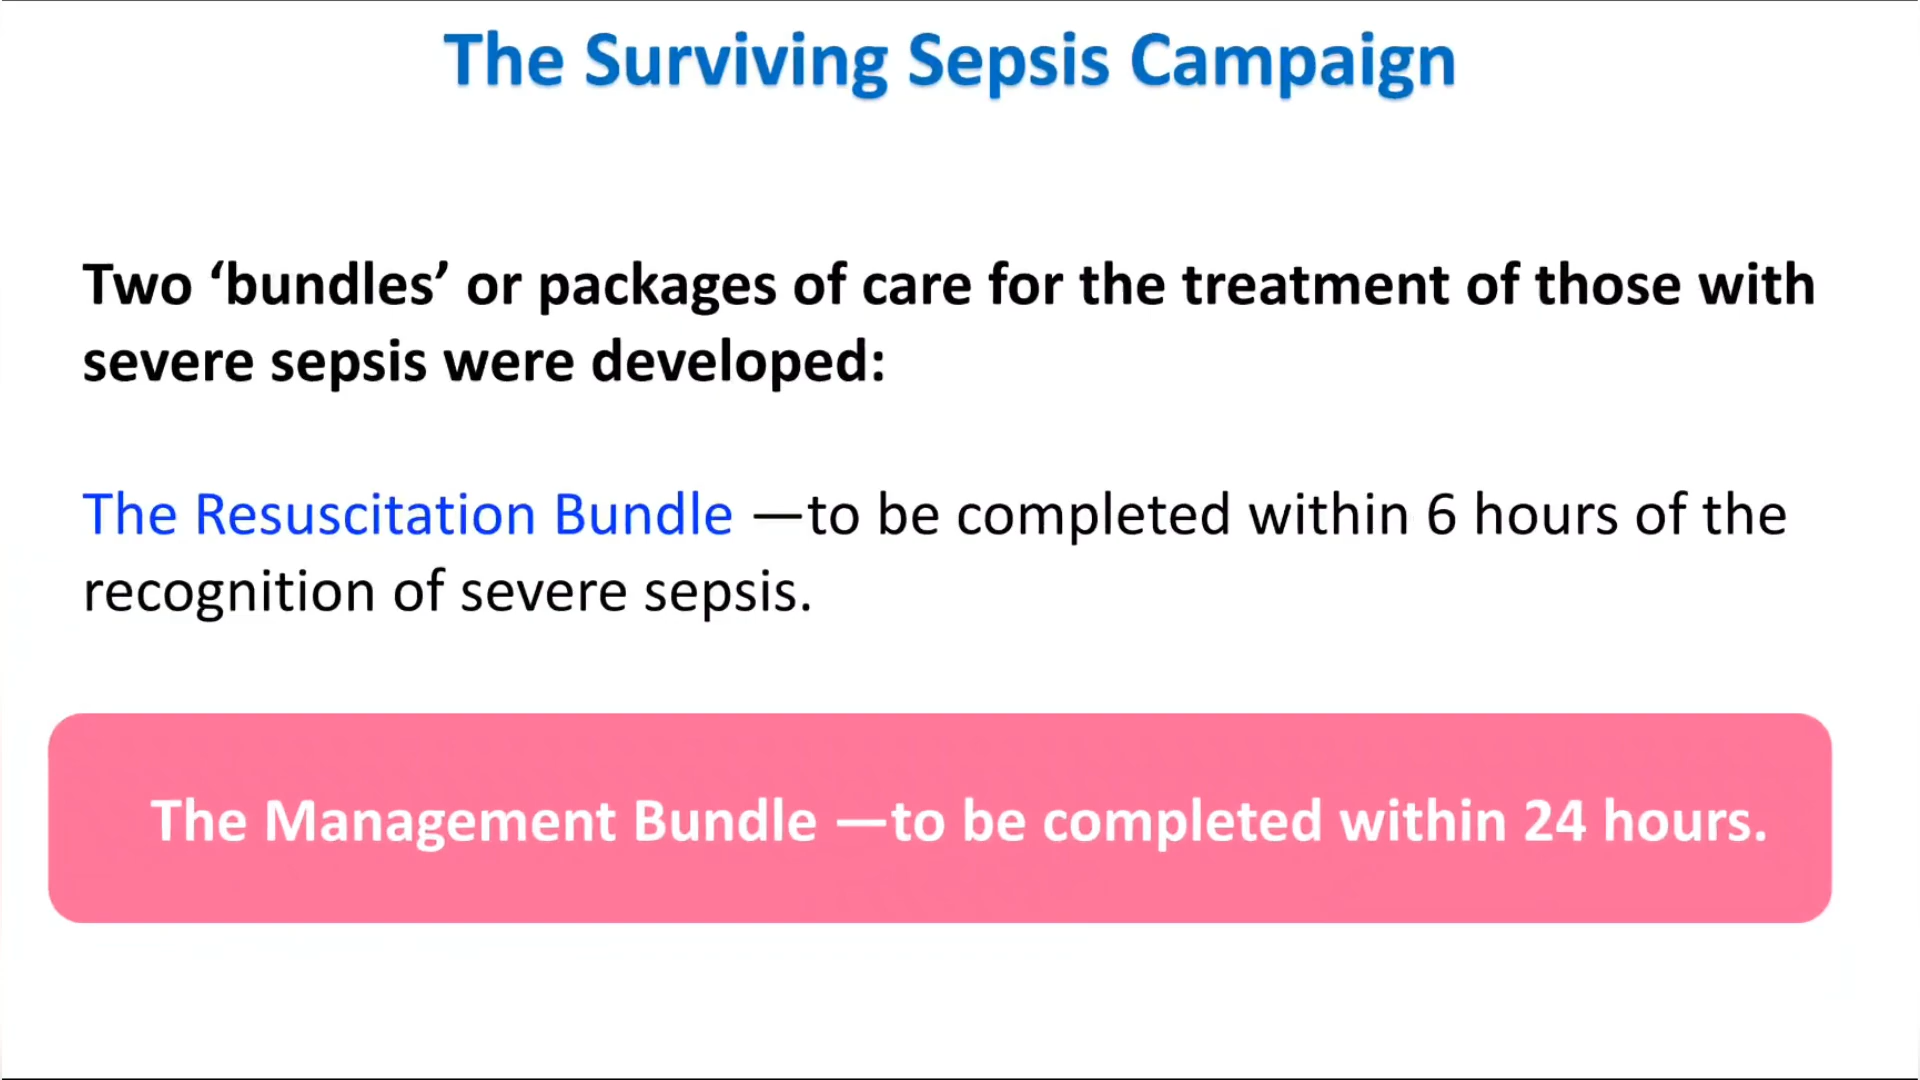 The Surviving Sepsis Campaign
Two ‘bundles’ or packages of care for the treatment of those with
severe sepsis were developed:
The Resuscitation Bundle —to be completed within 6 hours of the
recognition of severe sepsis.
The Management Bundle —to be completed within 24 hours.